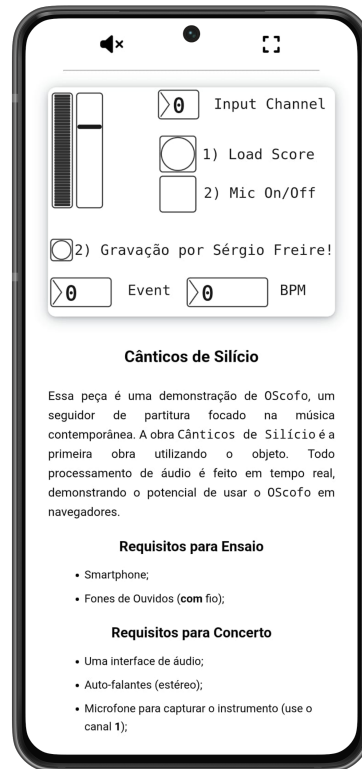 0 Input Channel
1) Load Score
2) Mic On/Off
2) Gravação por Sérgio Freire!
0 Event 0 BPM
Cânticos de Silício
Essa peça é uma demonstração de OScofo, um
seguidor de partitura focado na música
contemporânea. A obra Cânticos de Silício é a
primeira obra utilizando o objeto. Todo
processamento de áudio é feito em tempo real,
demonstrando o potencial de usar o OScofo em
navegadores.
Requisitos para Ensaio
• Smartphone;
• Fones de Ouvidos (com fio);
Requisitos para Concerto
• Uma interface de áudio;
• Auto-falantes (estéreo);
• Microfone para capturar o instrumento (use o
canal 1);